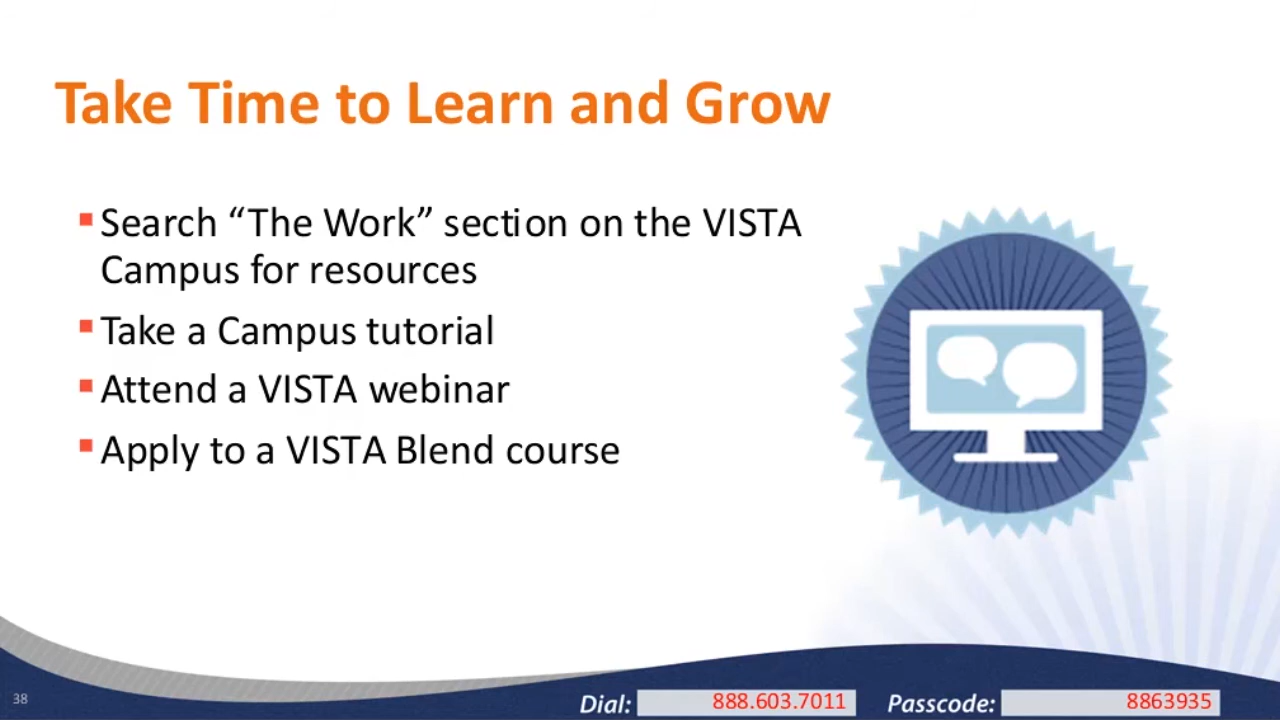 Take Time to Learn and Grow
▪Search “The Work” section on the VISTA
Campus for resources
▪Take a Campus tutorial
▪Attend a VISTA webinar
▪Apply to a VISTA Blend course
38
Dial: 888.603.7011 Passcode: 8863935